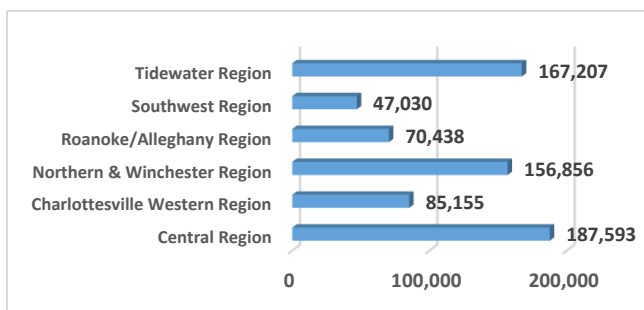 Tidewater Region 167,207
Southwest Region 47,030
Roanoke/Alleghany Region 70,438
Northern & Winchester Region 156,856
Charlottesville Western Region 85,155
Central Region 187,593
0 100,000 200,000